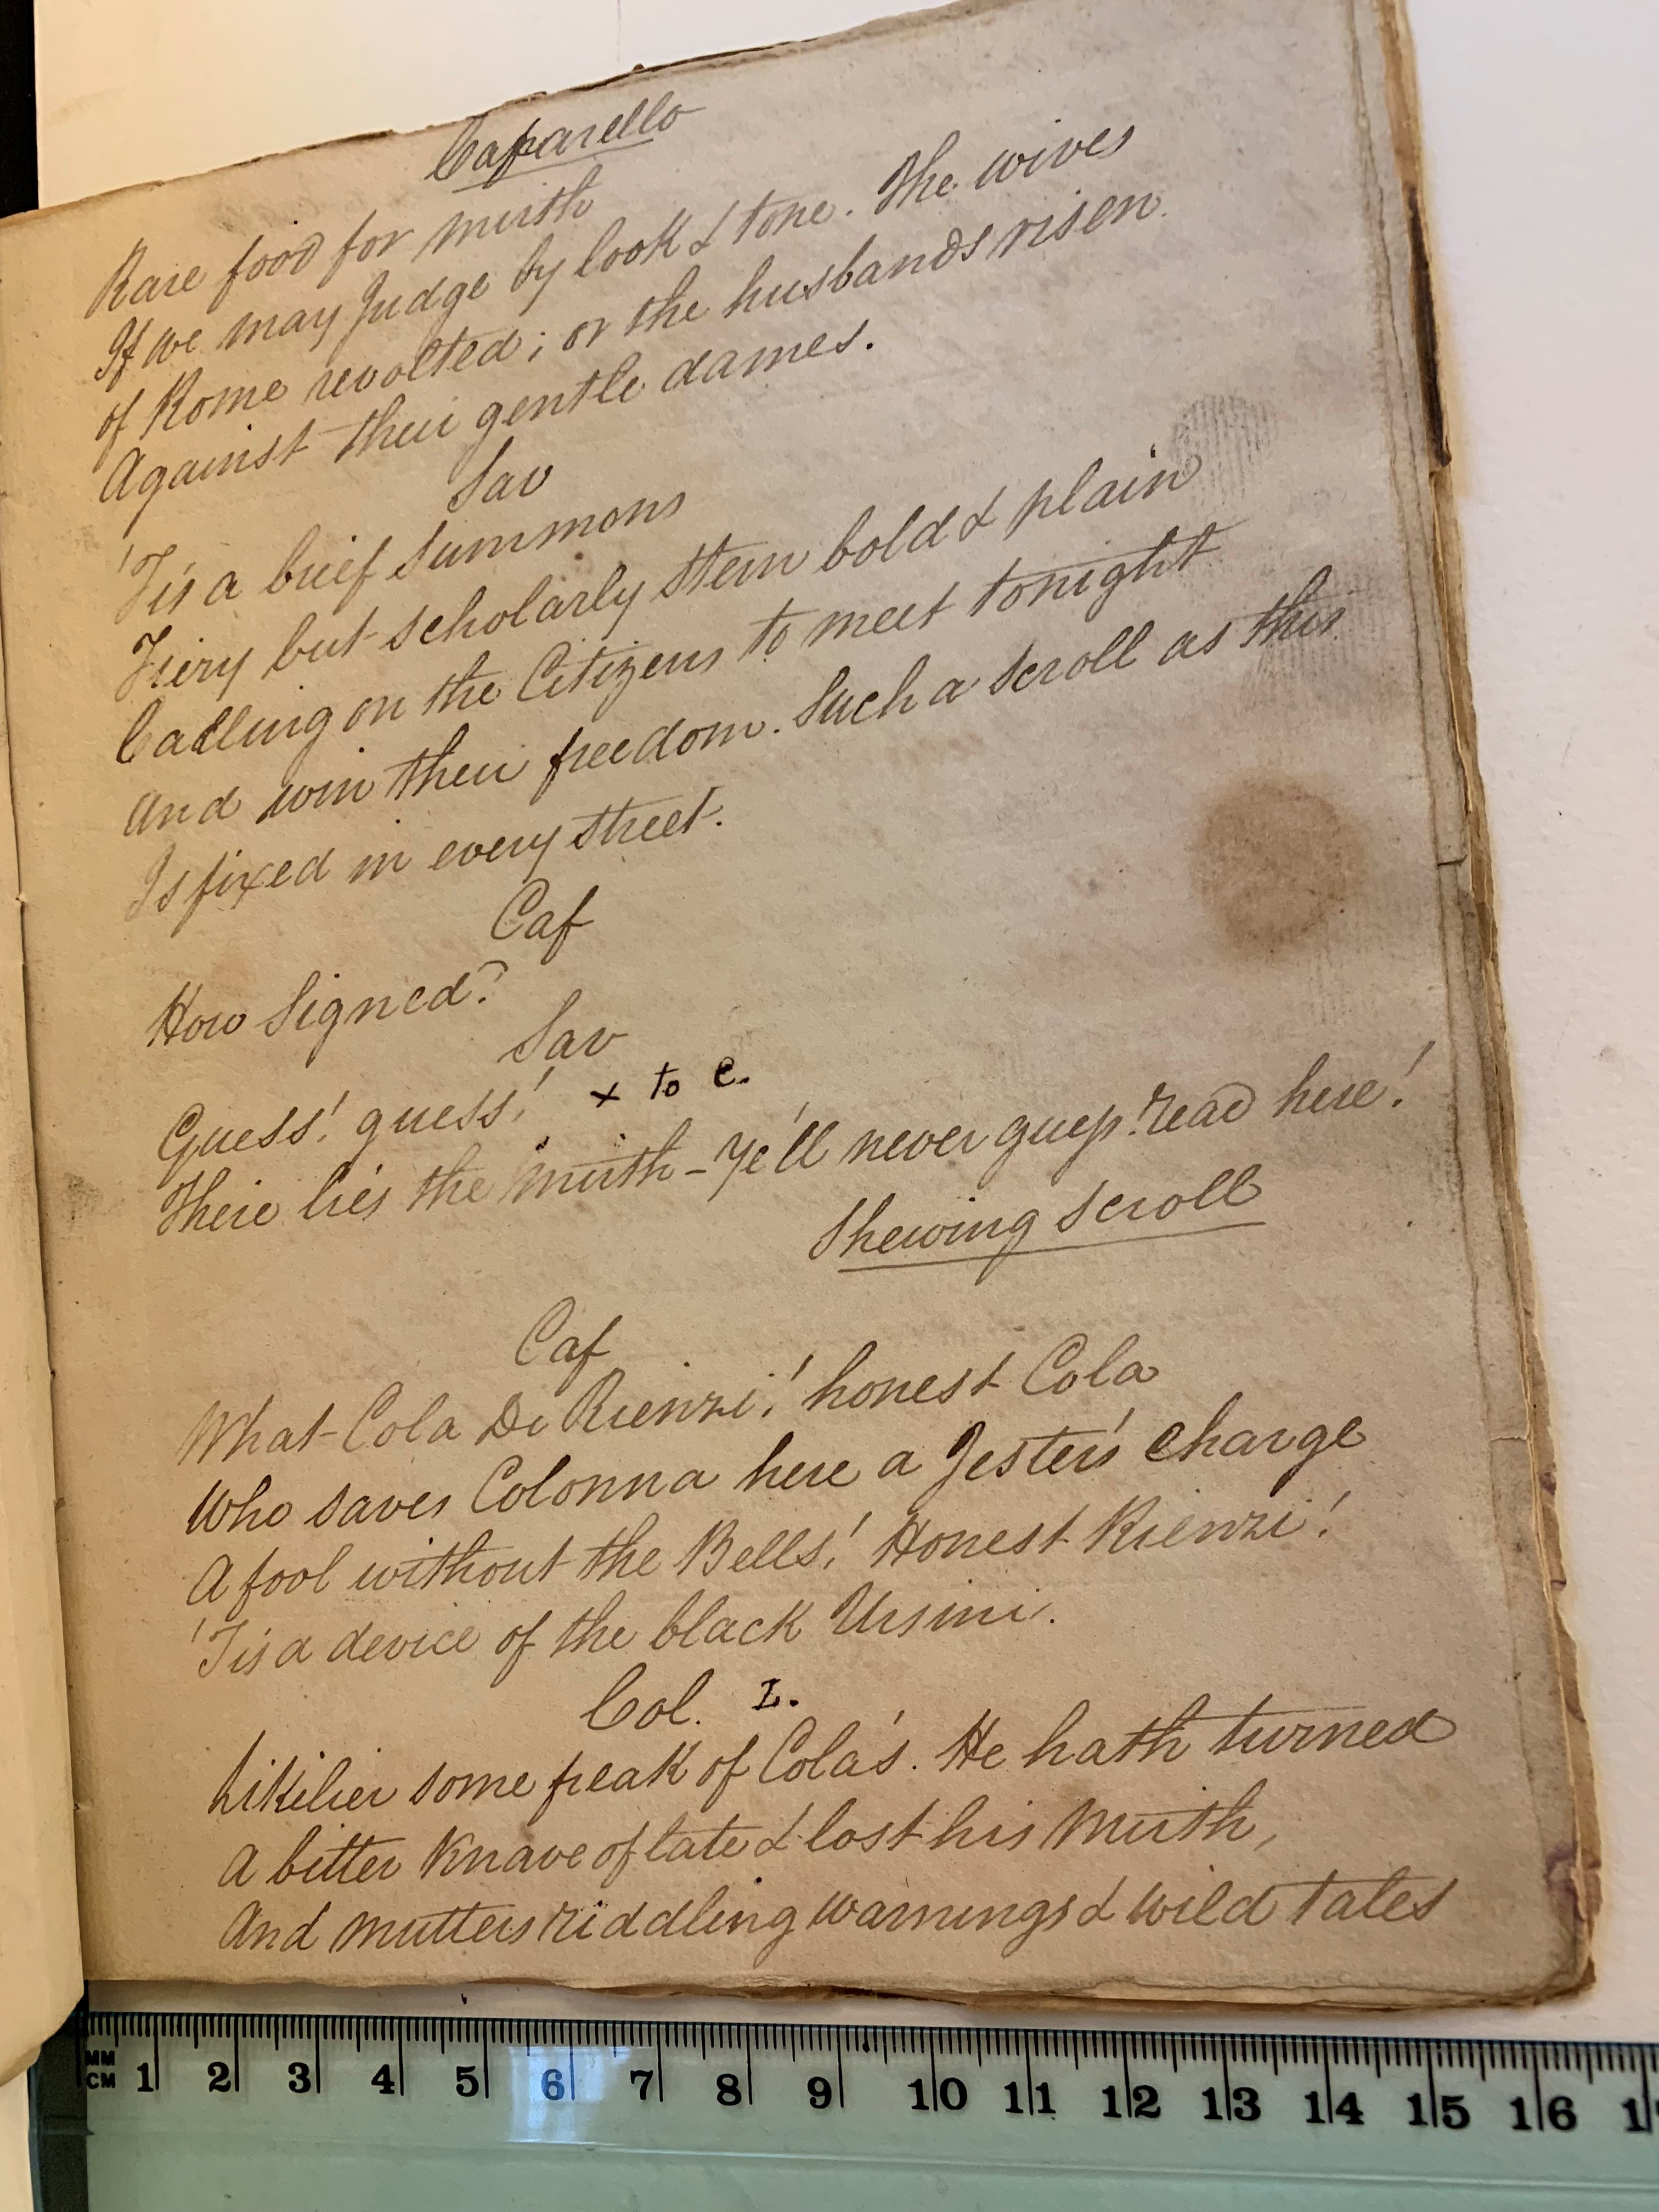 Cafarello
Rare food for mirth
If we may Judge by look & tone. The wives
of Rome revolted; or the husbands risen.
Against their gentle dames.
Sav
'Tis a brief Summons
Fiery but scholarly stern bold & plain
Calling on the Citizens to meet tonight
And win their freedom. Such a scroll as this
Is fixed in every street.
Caf
How Signed?
Sav
Guess! guess! x to C.
There lies the Mirth - Ye'll never guess! read here!
Shewing scroll
Caf
What Cola Di Rienzi! honest Cola
Who saves Colonna here a Jester's charge
A fool without the Bells! Honest Rienzi!
'Tis a device of the black Ursini.
Col. L.
Likilier some freak of Cola's. He hath turned
A bitter Knave of late & lost his Mirth,
And mutters riddling warnings & wild tales
MM
CM 1 2 3 4 5 6 7 8 9 10 11 12 13 14 15 16 1